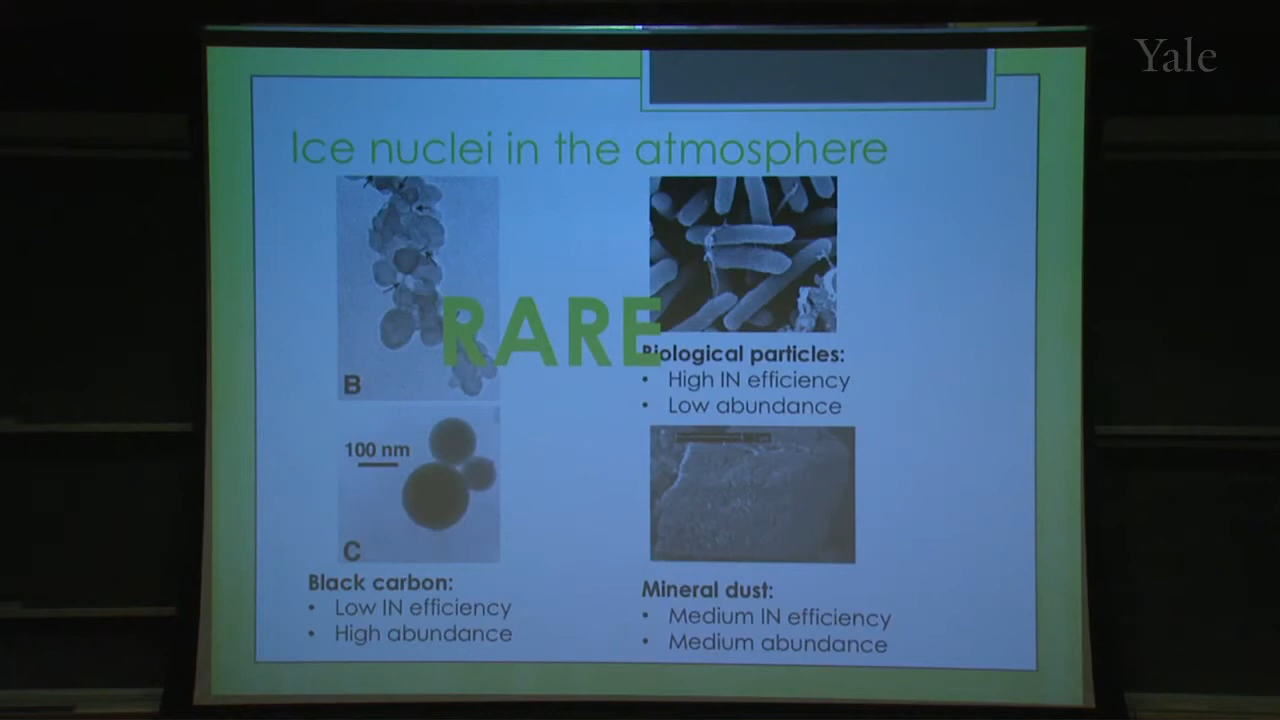 Yale
Ice nuclei in the atmosphere
B
RARE
100 nm
C
Black carbon:
• Low IN efficiency
• High abundance
Biological particles:
• High IN efficiency
• Low abundance
Mineral dust:
• Medium IN efficiency
• Medium abundance